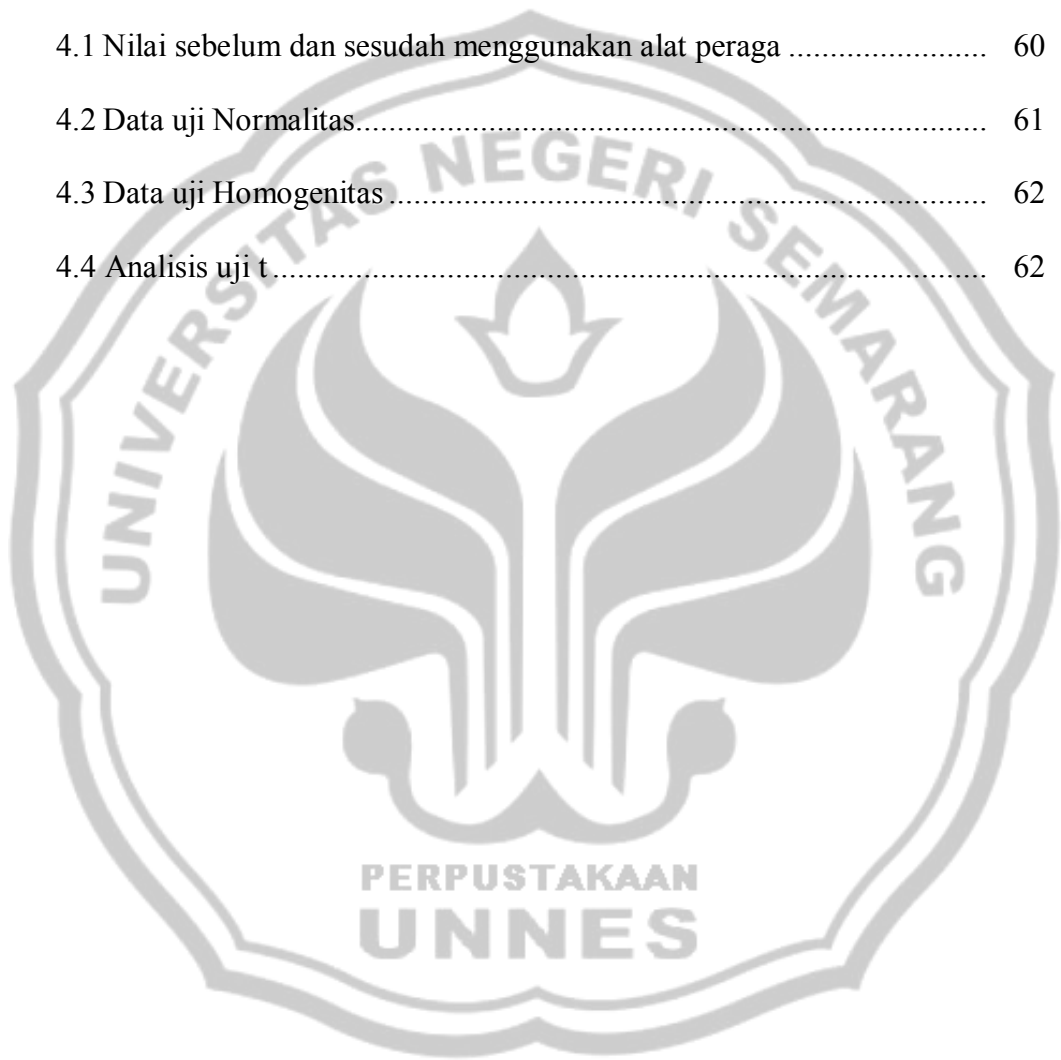 4.1 Nilai sebelum dan sesudah menggunakan alat peraga ........................ 60
4.2 Data uji Normalitas............................................................................ 61
4.3 Data uji Homogenitas ........................................................................ 62
4.4 Analisis uji t ....................................................................................... 62
UNIVERSITAS NEGERI SEMARANG
PERPUSTAKAAN
UNNES